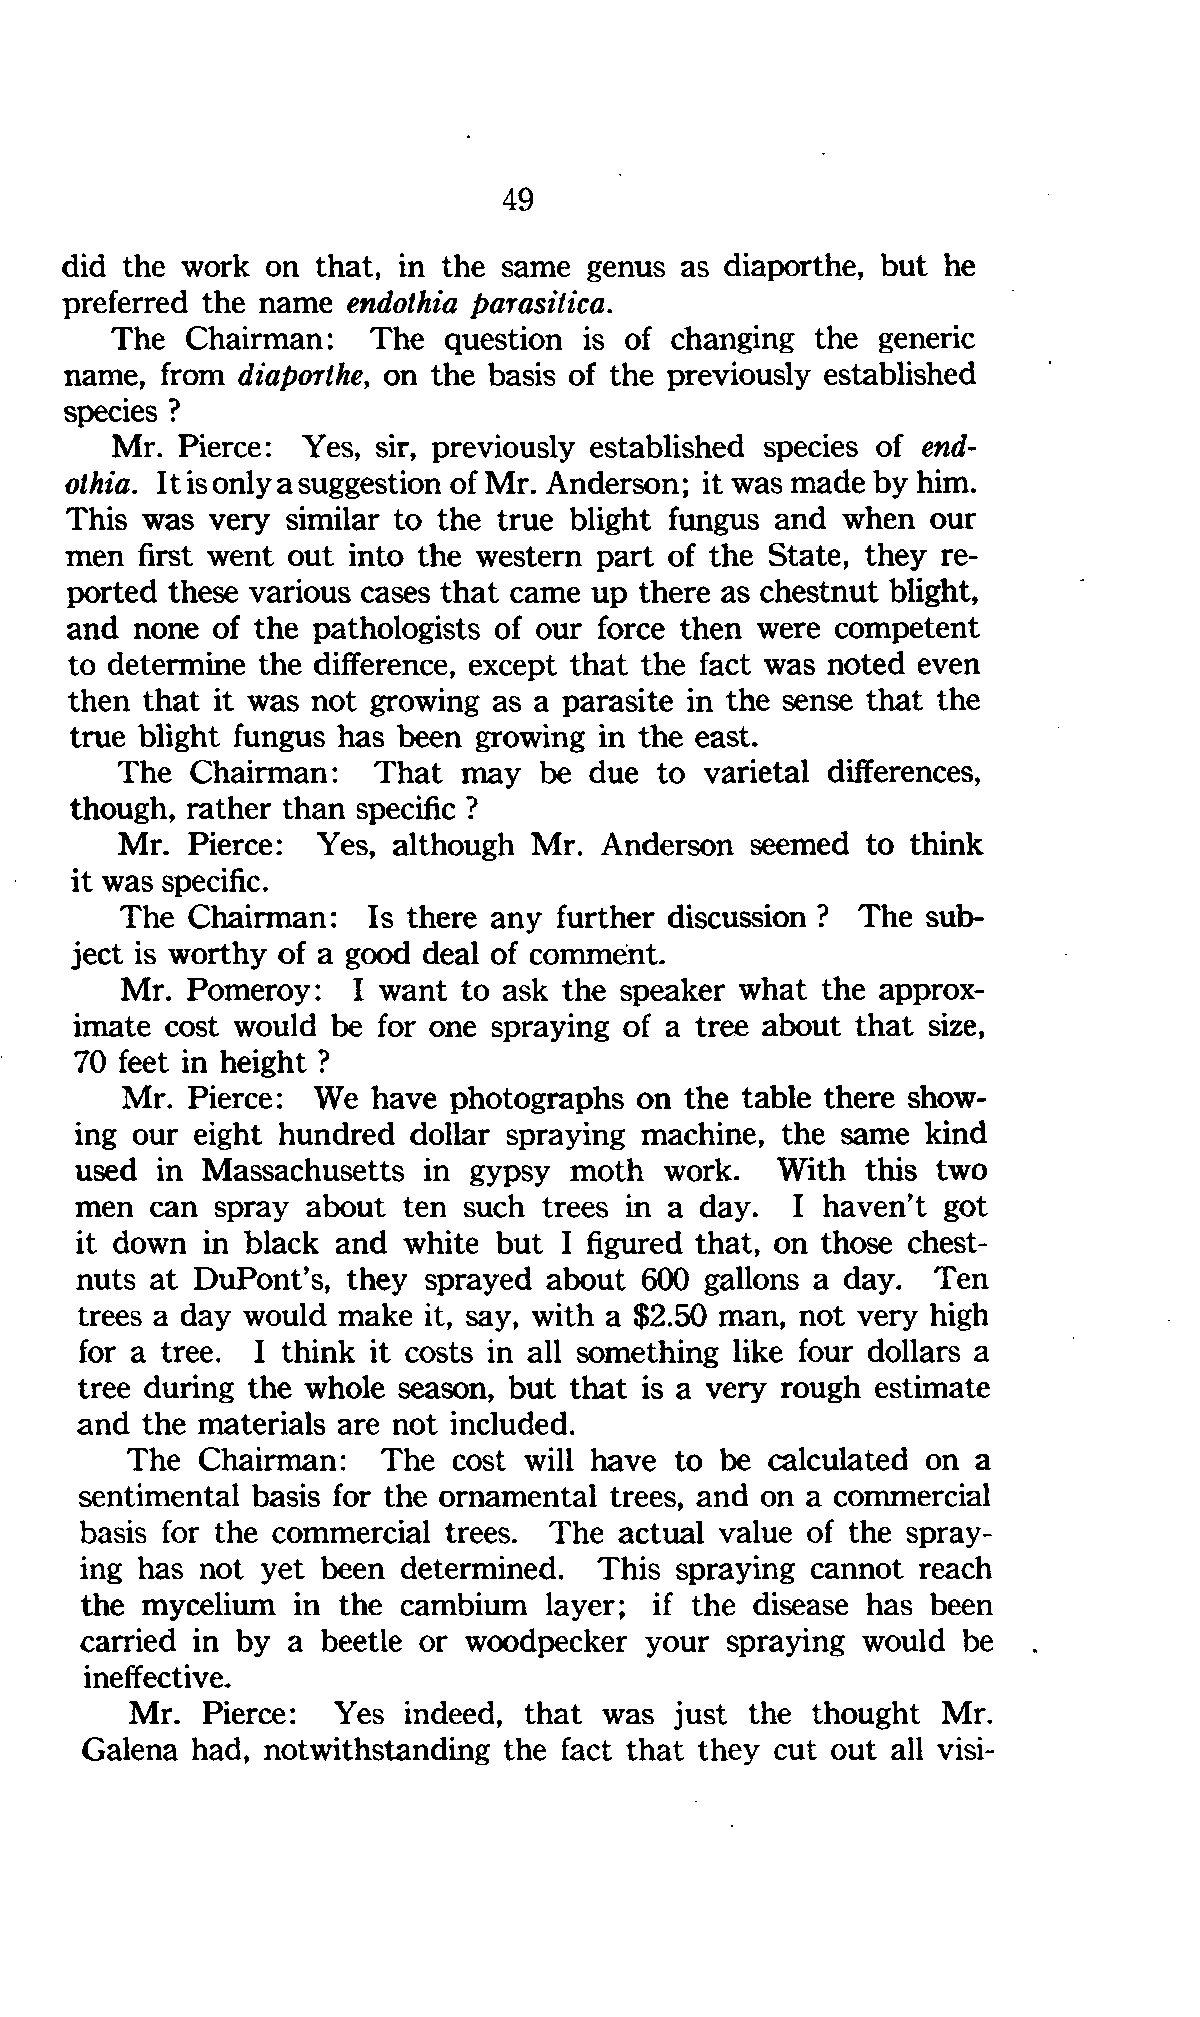 49
did the work on that, in the same genus as diaporthe, but he
preferred the name endothia parasitica.
The Chairman: The question is of changing the generic
name, from diaporthe, on the basis of the previously established
species ?
Mr. Pierce: Yes, sir, previously established species of end-
othia. It is only a suggestion of Mr. Anderson; it was made by him.
This was very similar to the true blight fungus and when our
men first went out into the western part of the State, they re-
ported these various cases that came up there as chestnut blight,
and none of the pathologists of our force then were competent
to determine the difference, except that the fact was noted even
then that it was not growing as a parasite in the sense that the
true blight fungus has been growing in the east.
The Chairman: That may be due to varietal differences,
though, rather than specific ?
Mr. Pierce: Yes, although Mr. Anderson seemed to think
it was specific.
The Chairman: Is there any further discussion ? The sub-
ject is worthy of a good deal of comment.
Mr. Pomeroy: I want to ask the speaker what the approx-
imate cost would be for one spraying of a tree about that size,
70 feet in height ?
Mr. Pierce: We have photographs on the table there show-
ing our eight hundred dollar spraying machine, the same kind
used in Massachusetts in gypsy moth work. With this two
men can spray about ten such trees in a day. I haven't got
it down in black and white but I figured that, on those chest-
nuts at DuPont's, they sprayed about 600 gallons a day. Ten
trees a day would make it, say, with a $2.50 man, not very high
for a tree. I think it costs in all something like four dollars a
tree during the whole season, but that is a very rough estimate
and the materials are not included.
The Chairman: The cost will have to be calculated on a
sentimental basis for the ornamental trees, and on a commercial
basis for the commercial trees. The actual value of the spray-
ing has not yet been determined. This spraying cannot reach
the mycelium in the cambium layer; if the disease has been
carried in by a beetle or woodpecker your spraying would be
ineffective.
Mr. Pierce: Yes indeed, that was just the thought Mr.
Galena had, notwithstanding the fact that they cut out all visi-